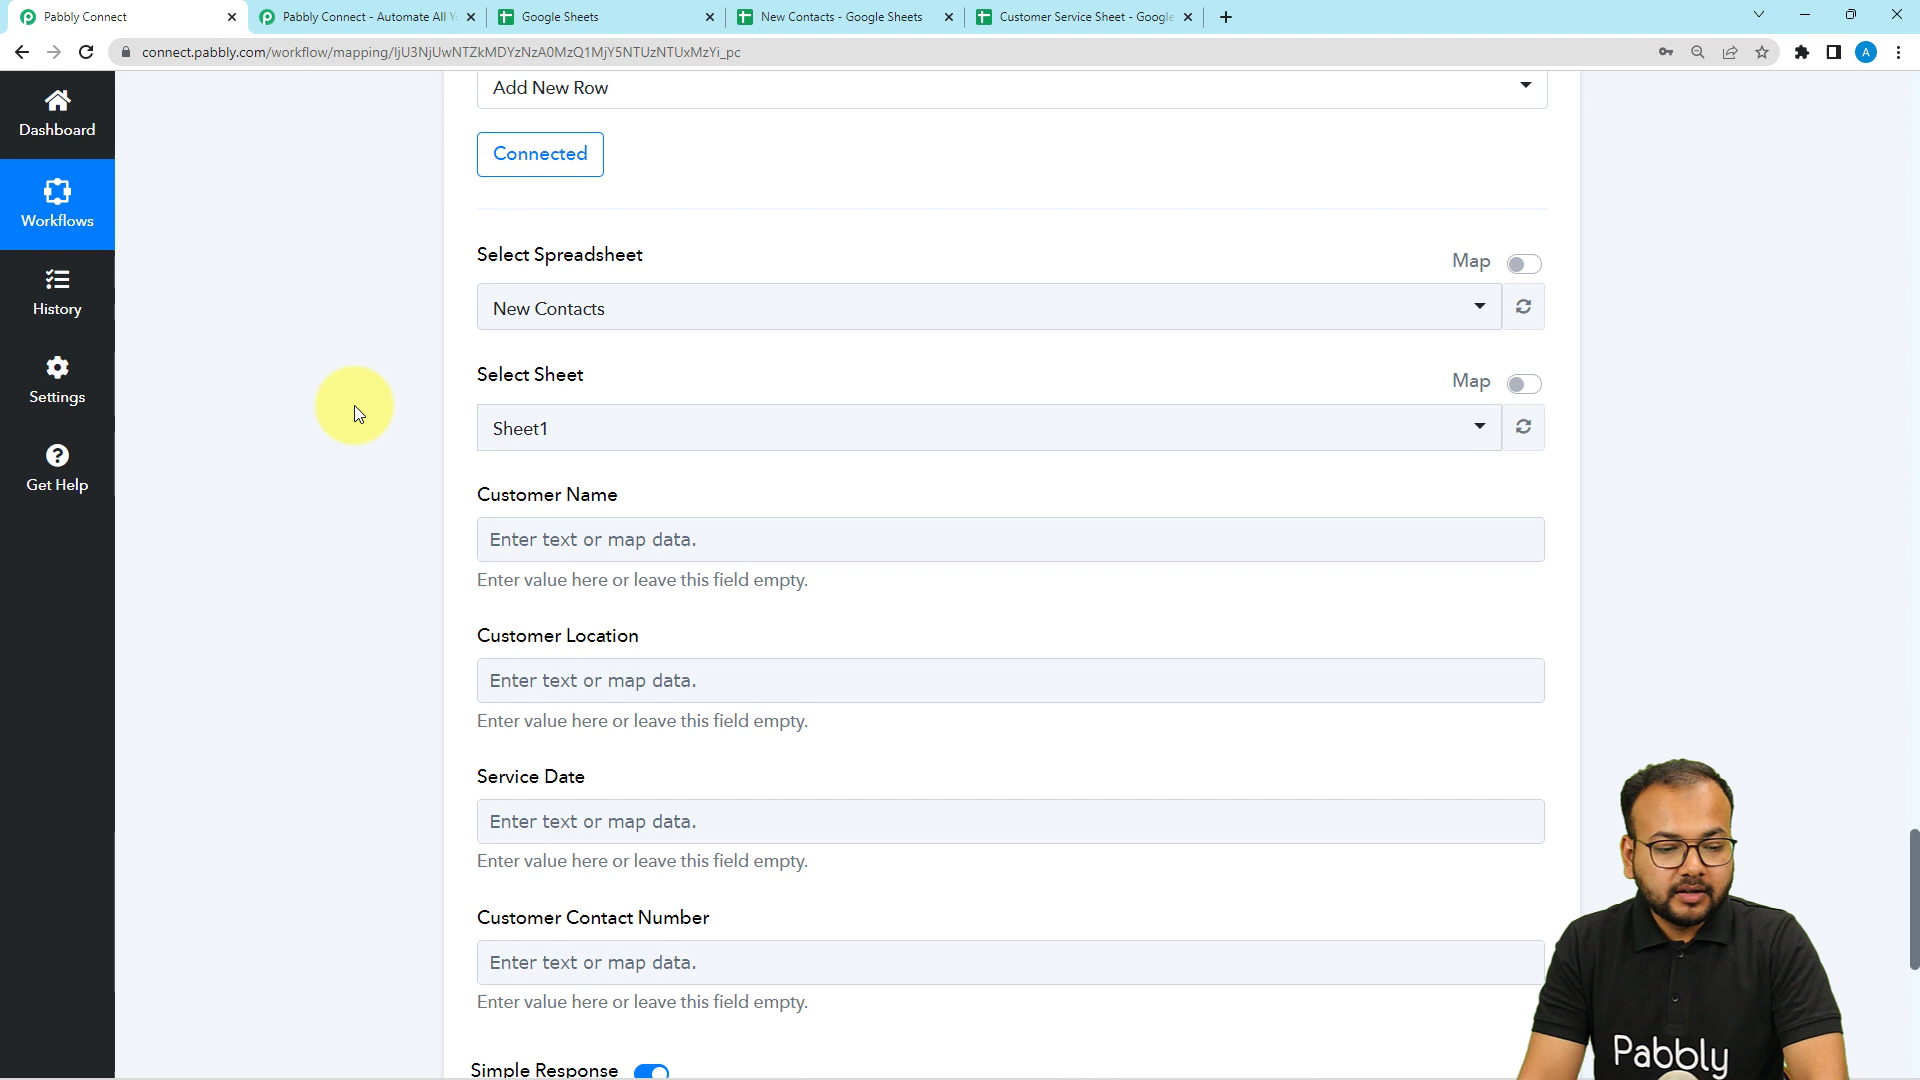 Pabbly Connect
Pabbly Connect - Automate All Y
Google Sheets
New Contacts - Google Sheets
Customer Service Sheet - Google
connect.pabbly.com/workflow/mapping/IjU3NjUwNTZkMDYzNzA0MzQ1MjY5NTUzNTUxMzYi_pc
A
Dashboard
Workflows
History
Settings
Get Help
Add New Row
Connected
Select Spreadsheet
Map
New Contacts
Select Sheet
Map
Sheet1
Customer Name
Enter text or map data.
Enter value here or leave this field empty.
Customer Location
Enter text or map data.
Enter value here or leave this field empty.
Service Date
Enter text or map data.
Enter value here or leave this field empty.
Customer Contact Number
Enter text or map data.
Enter value here or leave this field empty.
Simple Response
Pabbly